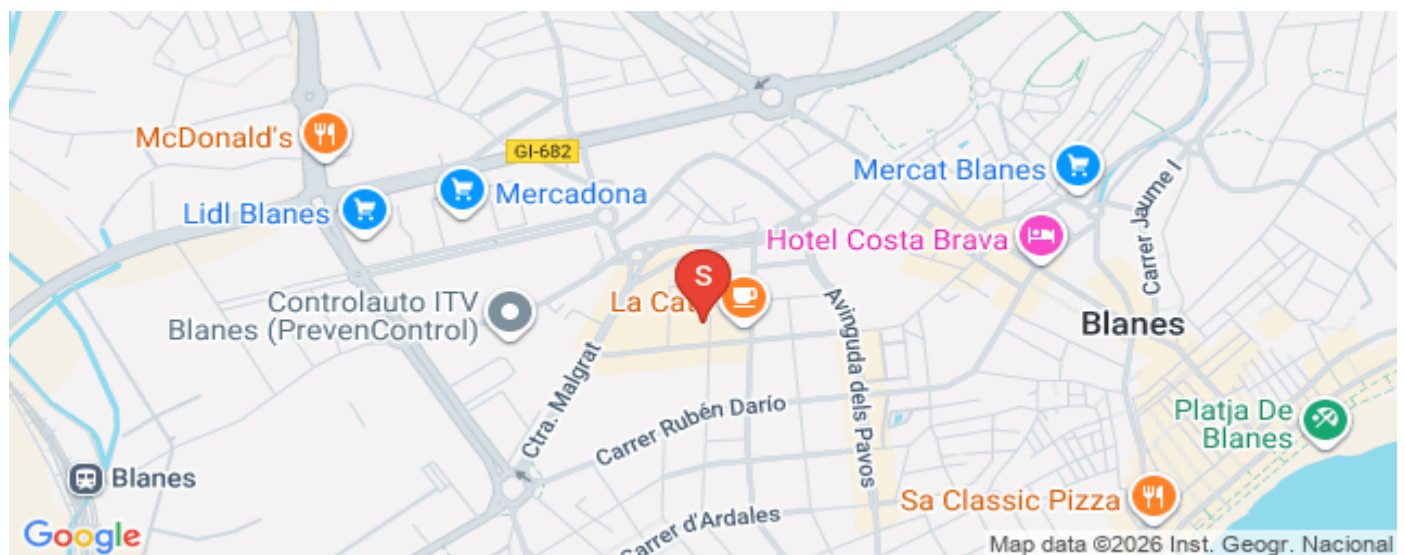 McDonald's
GI-682
Mercadona
Lidl Blanes
Mercat Blanes
Carrer Jaume I
Hotel Costa Brava
S
La Cat
Controlauto ITV
Blanes (PrevenControl)
Avinguda dels Pavos
Blanes
Ctra. Malgrat
Carrer Rubén Darío
Platja De
Blanes
Blanes
Sa Classic Pizza
Carrer d'Ardales
Google
Map data ©2026 Inst. Geogr. Nacional